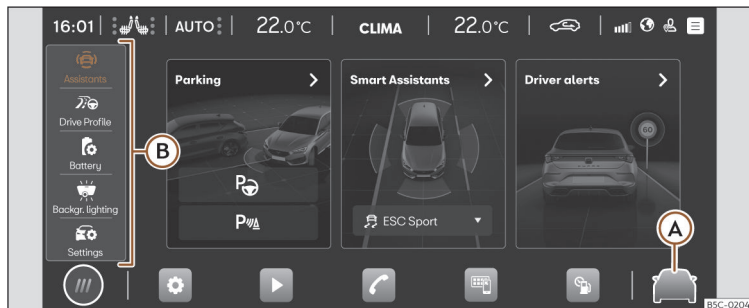 16:01 AUTO 22.0°C CLIMA 22.0°C
Assistants
Drive Profile
Battery
Backgr. lighting
Settings
B
Parking
P
P
Smart Assistants
ESC Sport
Driver alerts
60
A
B5C-0204